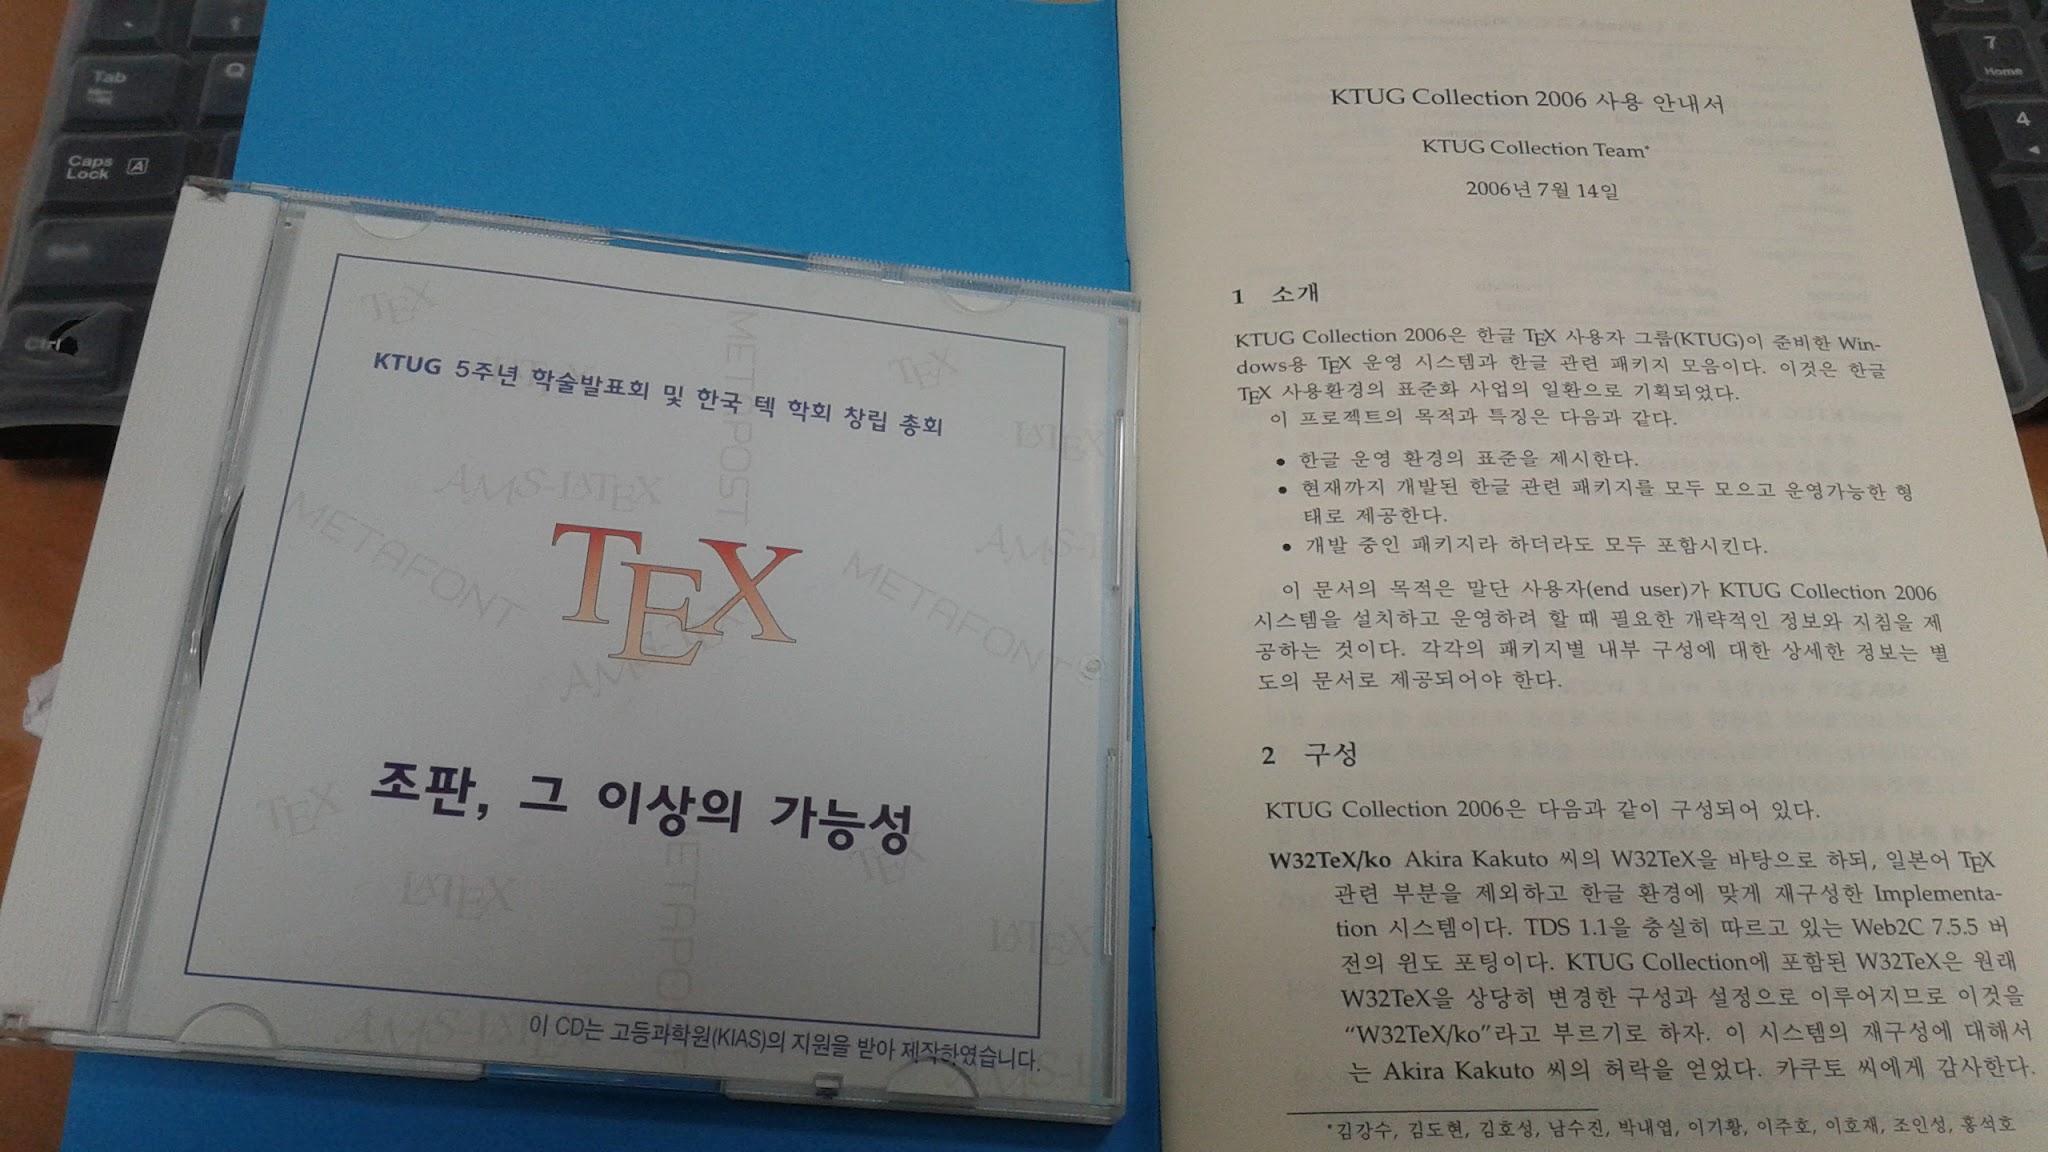 Tab
Caps Lock A
Ctrl
Q
7
Home
4
KTUG 5주년 학술발표회 및 한국 텍 학회 창립 총회
TEX
METAPOST
TEX
LATEX
AMS-LATEX
METAFONT
TEX
METAFONT
AMS-L
조판, 그 이상의 가능성
TEX
TEX
LATEX
LATEX
METAPO
이 CD는 고등과학원(KIAS)의 지원을 받아 제작하였습니다.
KTUG Collection 2006 사용 안내서
KTUG Collection Team*
2006년 7월 14일
1 소개
KTUG Collection 2006은 한글 TEX 사용자 그룹(KTUG)이 준비한 Win-
dows용 TEX 운영 시스템과 한글 관련 패키지 모음이다. 이것은 한글
TEX 사용환경의 표준화 사업의 일환으로 기획되었다.
이 프로젝트의 목적과 특징은 다음과 같다.
• 한글 운영 환경의 표준을 제시한다.
• 현재까지 개발된 한글 관련 패키지를 모두 모으고 운영가능한 형
태로 제공한다.
• 개발 중인 패키지라 하더라도 모두 포함시킨다.
이 문서의 목적은 말단 사용자(end user)가 KTUG Collection 2006
시스템을 설치하고 운영하려 할 때 필요한 개략적인 정보와 지침을 제
공하는 것이다. 각각의 패키지별 내부 구성에 대한 상세한 정보는 별
도의 문서로 제공되어야 한다.
2 구성
KTUG Collection 2006은 다음과 같이 구성되어 있다.
W32TeX/ko Akira Kakuto 씨의 W32TeX을 바탕으로 하되, 일본어 TEX
관련 부분을 제외하고 한글 환경에 맞게 재구성한 Implementa-
tion 시스템이다. TDS 1.1을 충실히 따르고 있는 Web2C 7.5.5 버
전의 윈도 포팅이다. KTUG Collection에 포함된 W32TeX은 원래
W32TeX을 상당히 변경한 구성과 설정으로 이루어지므로 이것을
“W32TeX/ko”라고 부르기로 하자. 이 시스템의 재구성에 대해서
는 Akira Kakuto 씨의 허락을 얻었다. 카쿠토 씨에게 감사한다.
*김강수, 김도현, 김호성, 남수진, 박내엽, 이기황, 이주호, 이호재, 조인성, 홍석호